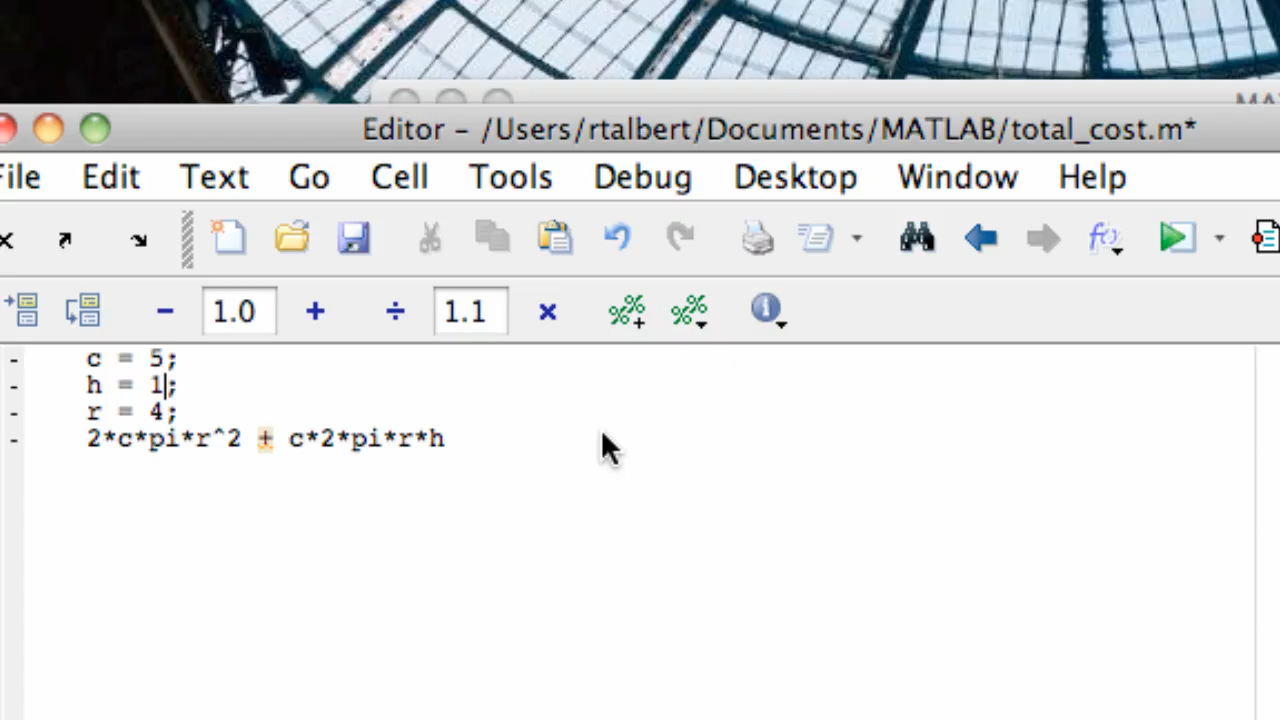 Editor – /Users/rtalbert/Documents/MATLAB/total_cost.m*
File Edit Text Go Cell Tools Debug Desktop Window Help
1.0 1.1
c = 5;
h = 1;
r = 4;
2*c*pi*r^2 + c*2*pi*r*h